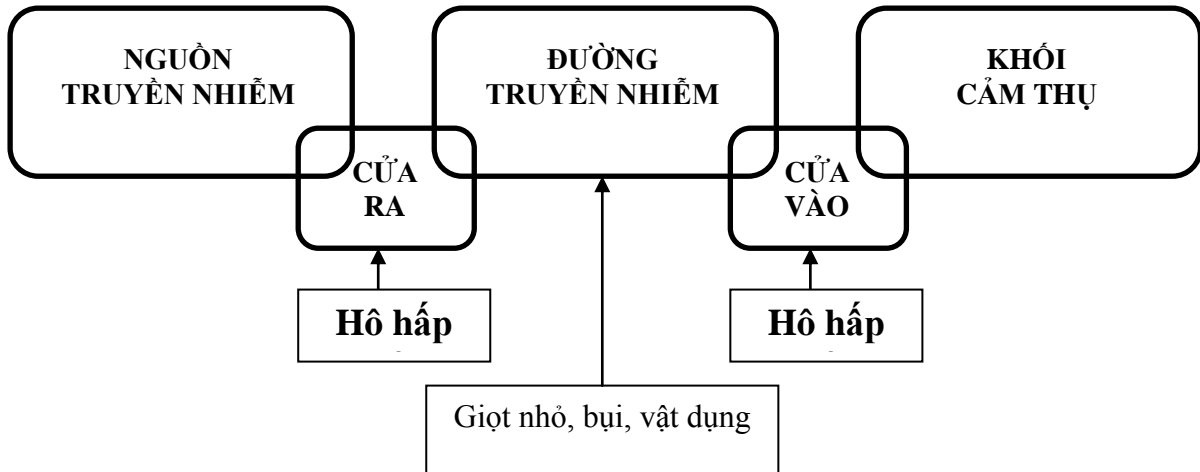 NGUỒN
TRUYỀN NHIỄM
ĐƯỜNG
TRUYỀN NHIỄM
KHỐI
CẢM THỤ
CỬA
RA
CỬA
VÀO
Hô hấp
Hô hấp
Giọt nhỏ, bụi, vật dụng